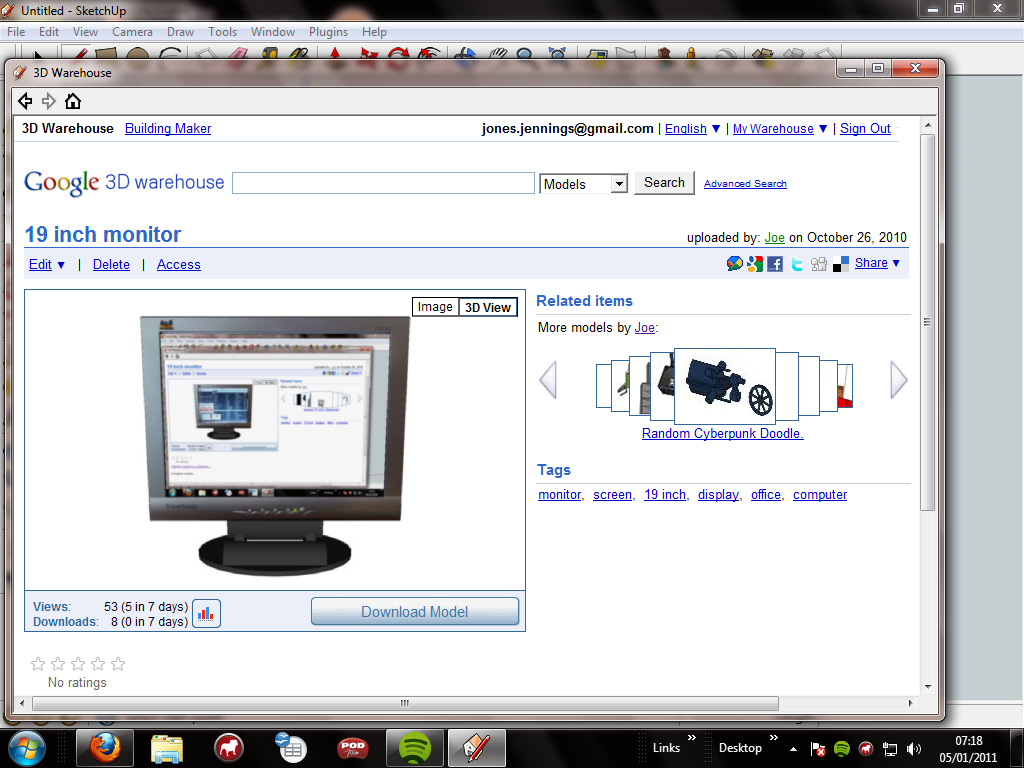 Untitled - SketchUp
File Edit View Camera Draw Tools Window Plugins Help
3D Warehouse
3D Warehouse Building Maker jones.jennings@gmail.com | English ▼ | My Warehouse ▼ | Sign Out
Google 3D warehouse Models Search Advanced Search
19 inch monitor uploaded by: Joe on October 26, 2010
Edit ▼ | Delete | Access Share ▼
Image 3D View
Related items
More models by Joe:
Random Cyberpunk Doodle.
Tags
monitor, screen, 19 inch, display, office, computer
19 inch monitor
Views: 53 (5 in 7 days)
Downloads: 8 (0 in 7 days)
Download Model
No ratings
POD
Links » Desktop » 07:18
05/01/2011